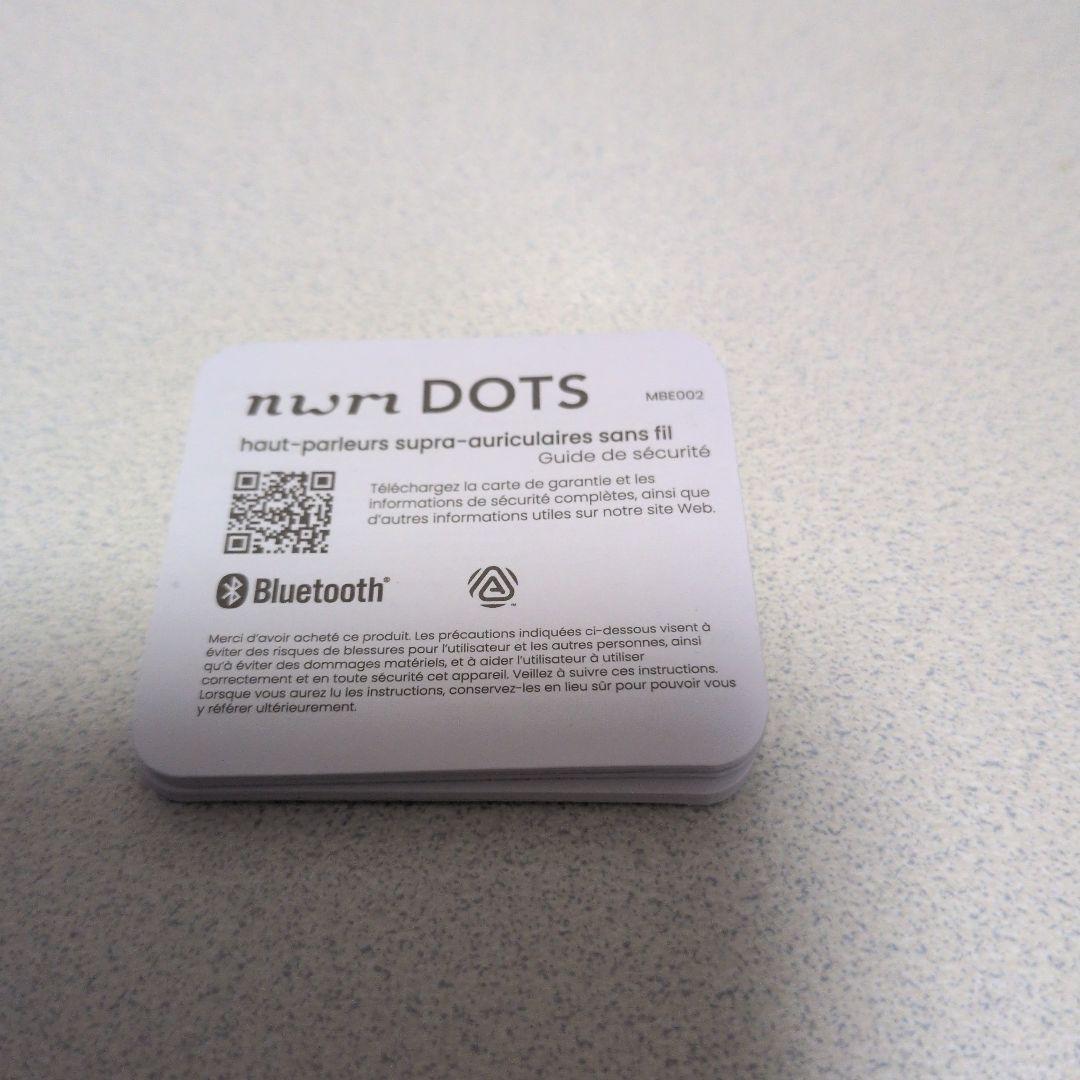 nwm DOTS MBE002
haut-parleurs supra-auriculaires sans fil
Guide de sécurité
Téléchargez la carte de garantie et les
informations de sécurité complètes, ainsi que
d'autres informations utiles sur notre site Web.
Bluetooth®
™
Merci d'avoir acheté ce produit. Les précautions indiquées ci-dessous visent à
éviter des risques de blessures pour l'utilisateur et les autres personnes, ainsi
qu'à éviter des dommages matériels, et à aider l'utilisateur à utiliser
correctement et en toute sécurité cet appareil. Veillez à suivre ces instructions.
Lorsque vous aurez lu les instructions, conservez-les en lieu sûr pour pouvoir vous
y référer ultérieurement.